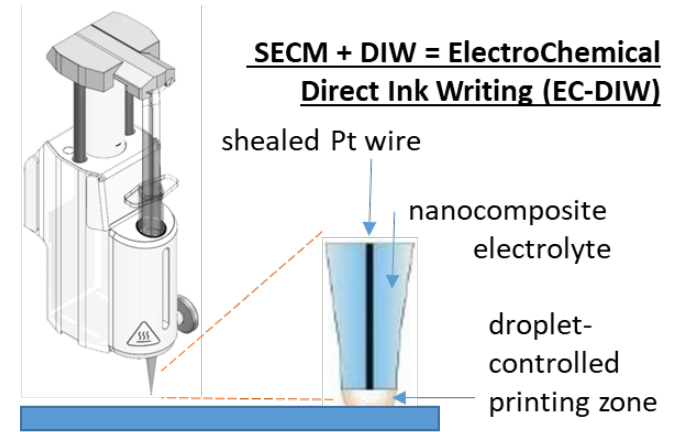 SECM + DIW = ElectroChemical
Direct Ink Writing (EC-DIW)
shealed Pt wire
nanocomposite
electrolyte
droplet-
controlled
printing zone